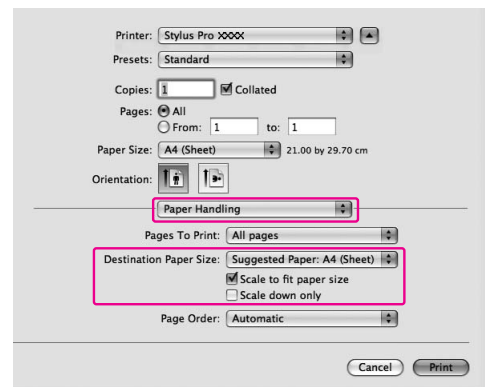 Printer: Stylus Pro XXXX
Presets: Standard
Copies: 1 Collated
Pages: All
From: 1 to: 1
Paper Size: A4 (Sheet) 21.00 by 29.70 cm
Orientation:
Paper Handling
Pages To Print: All pages
Destination Paper Size: Suggested Paper: A4 (Sheet)
Scale to fit paper size
Scale down only
Page Order: Automatic
Cancel Print